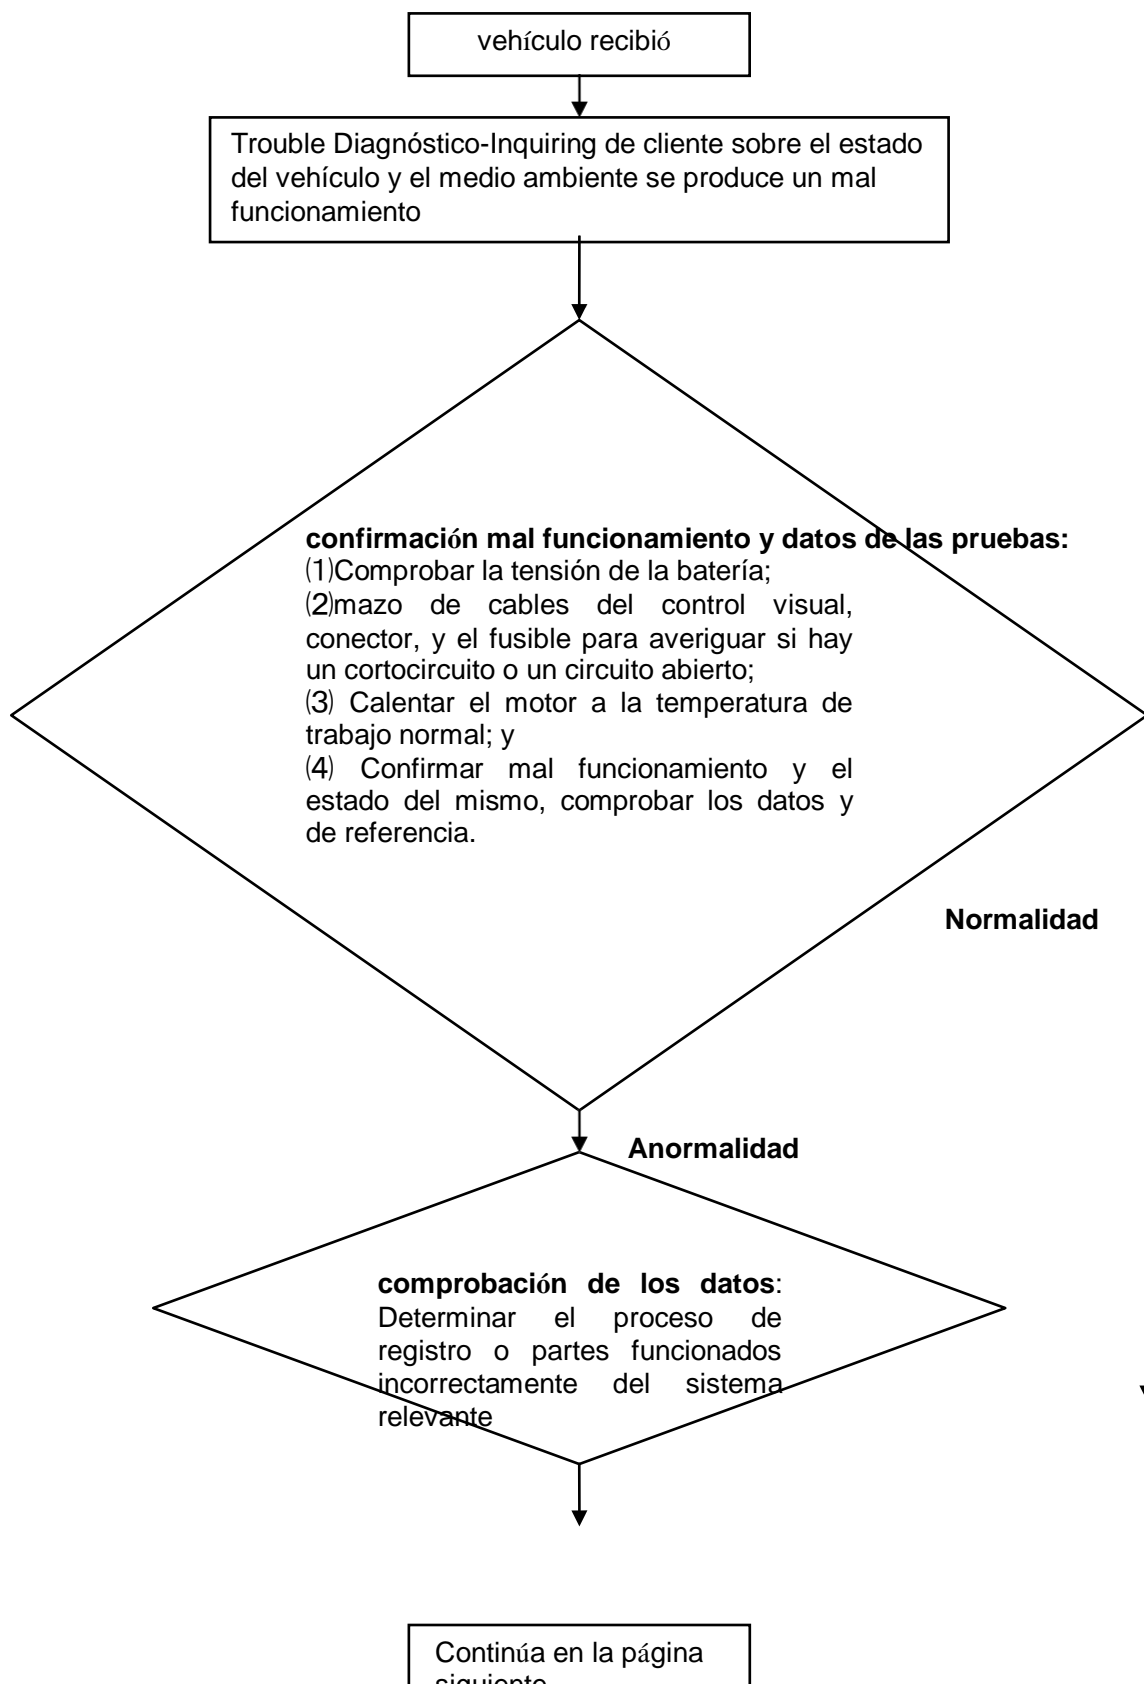 vehículo recibió
Trouble Diagnóstico-Inquiring de cliente sobre el estado
del vehículo y el medio ambiente se produce un mal
funcionamiento
confirmación mal funcionamiento y datos de las pruebas:
⑴Comprobar la tensión de la batería;
⑵mazo de cables del control visual,
conector, y el fusible para averiguar si hay
un cortocircuito o un circuito abierto;
⑶ Calentar el motor a la temperatura de
trabajo normal; y
⑷ Confirmar mal funcionamiento y el
estado del mismo, comprobar los datos y
de referencia.
Normalidad
Anormalidad
comprobación de los datos:
Determinar el proceso de
registro o partes funcionados
incorrectamente del sistema
relevante
Continúa en la página
siguiente